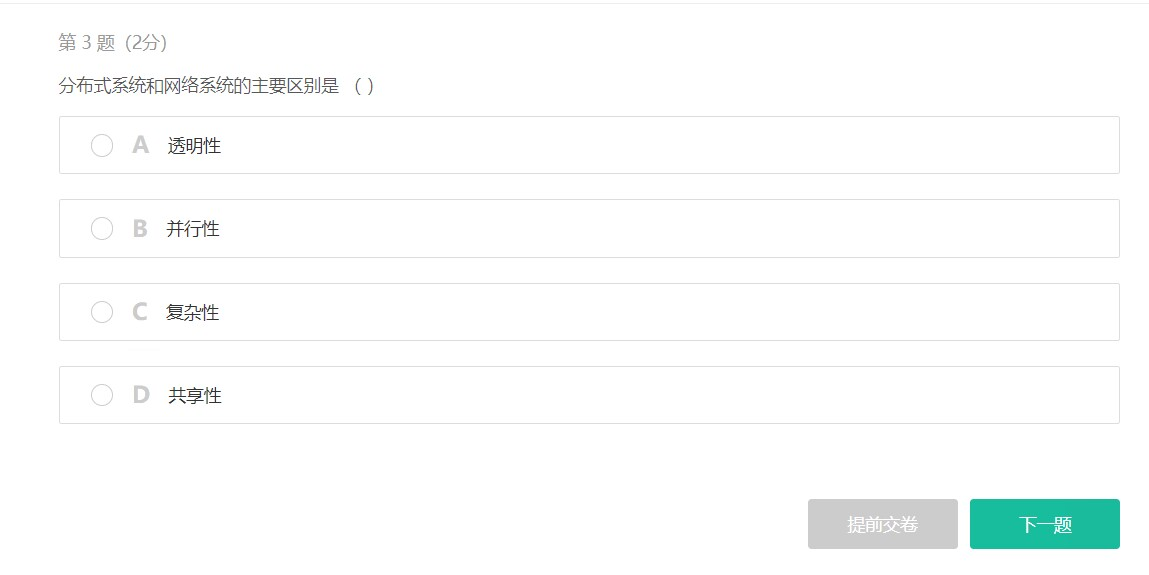 第 3 题 (2分)
分布式系统和网络系统的主要区别是 ( )
A 透明性
B 并行性
C 复杂性
D 共享性
提前交卷 下一题